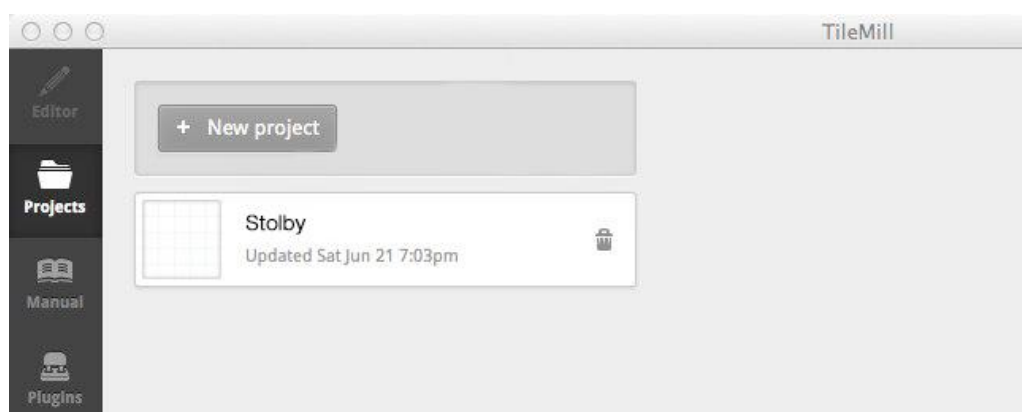 TileMill
Editor
+ New project
Projects
Stolby
Updated Sat Jun 21 7:03pm
Manual
Plugins